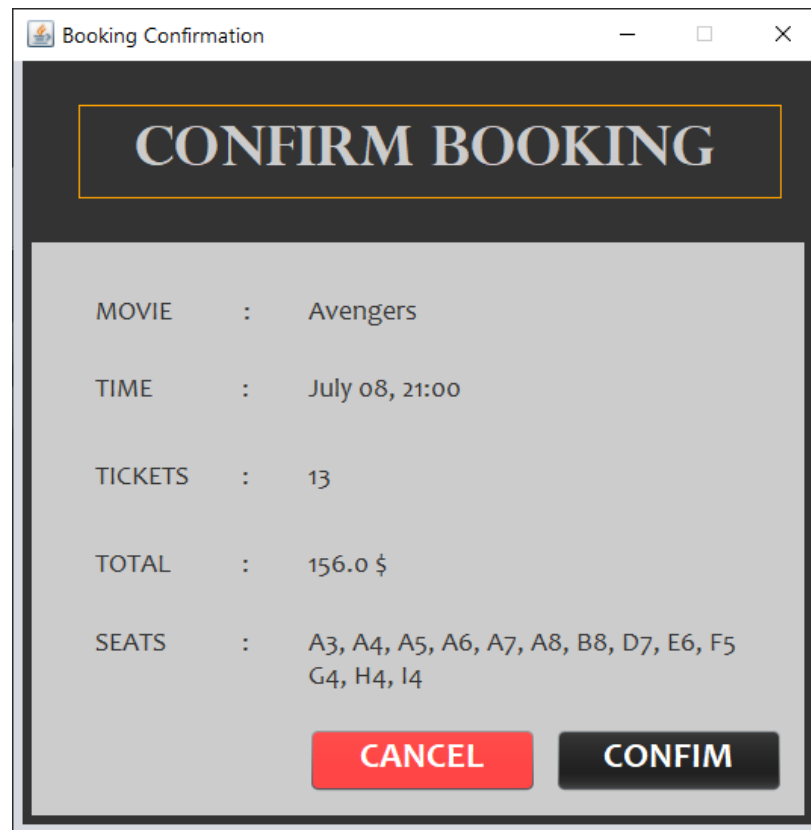 Booking Confirmation
CONFIRM BOOKING
MOVIE : Avengers
TIME : July 08, 21:00
TICKETS : 13
TOTAL : 156.0 $
SEATS : A3, A4, A5, A6, A7, A8, B8, D7, E6, F5
G4, H4, I4
CANCEL CONFIM